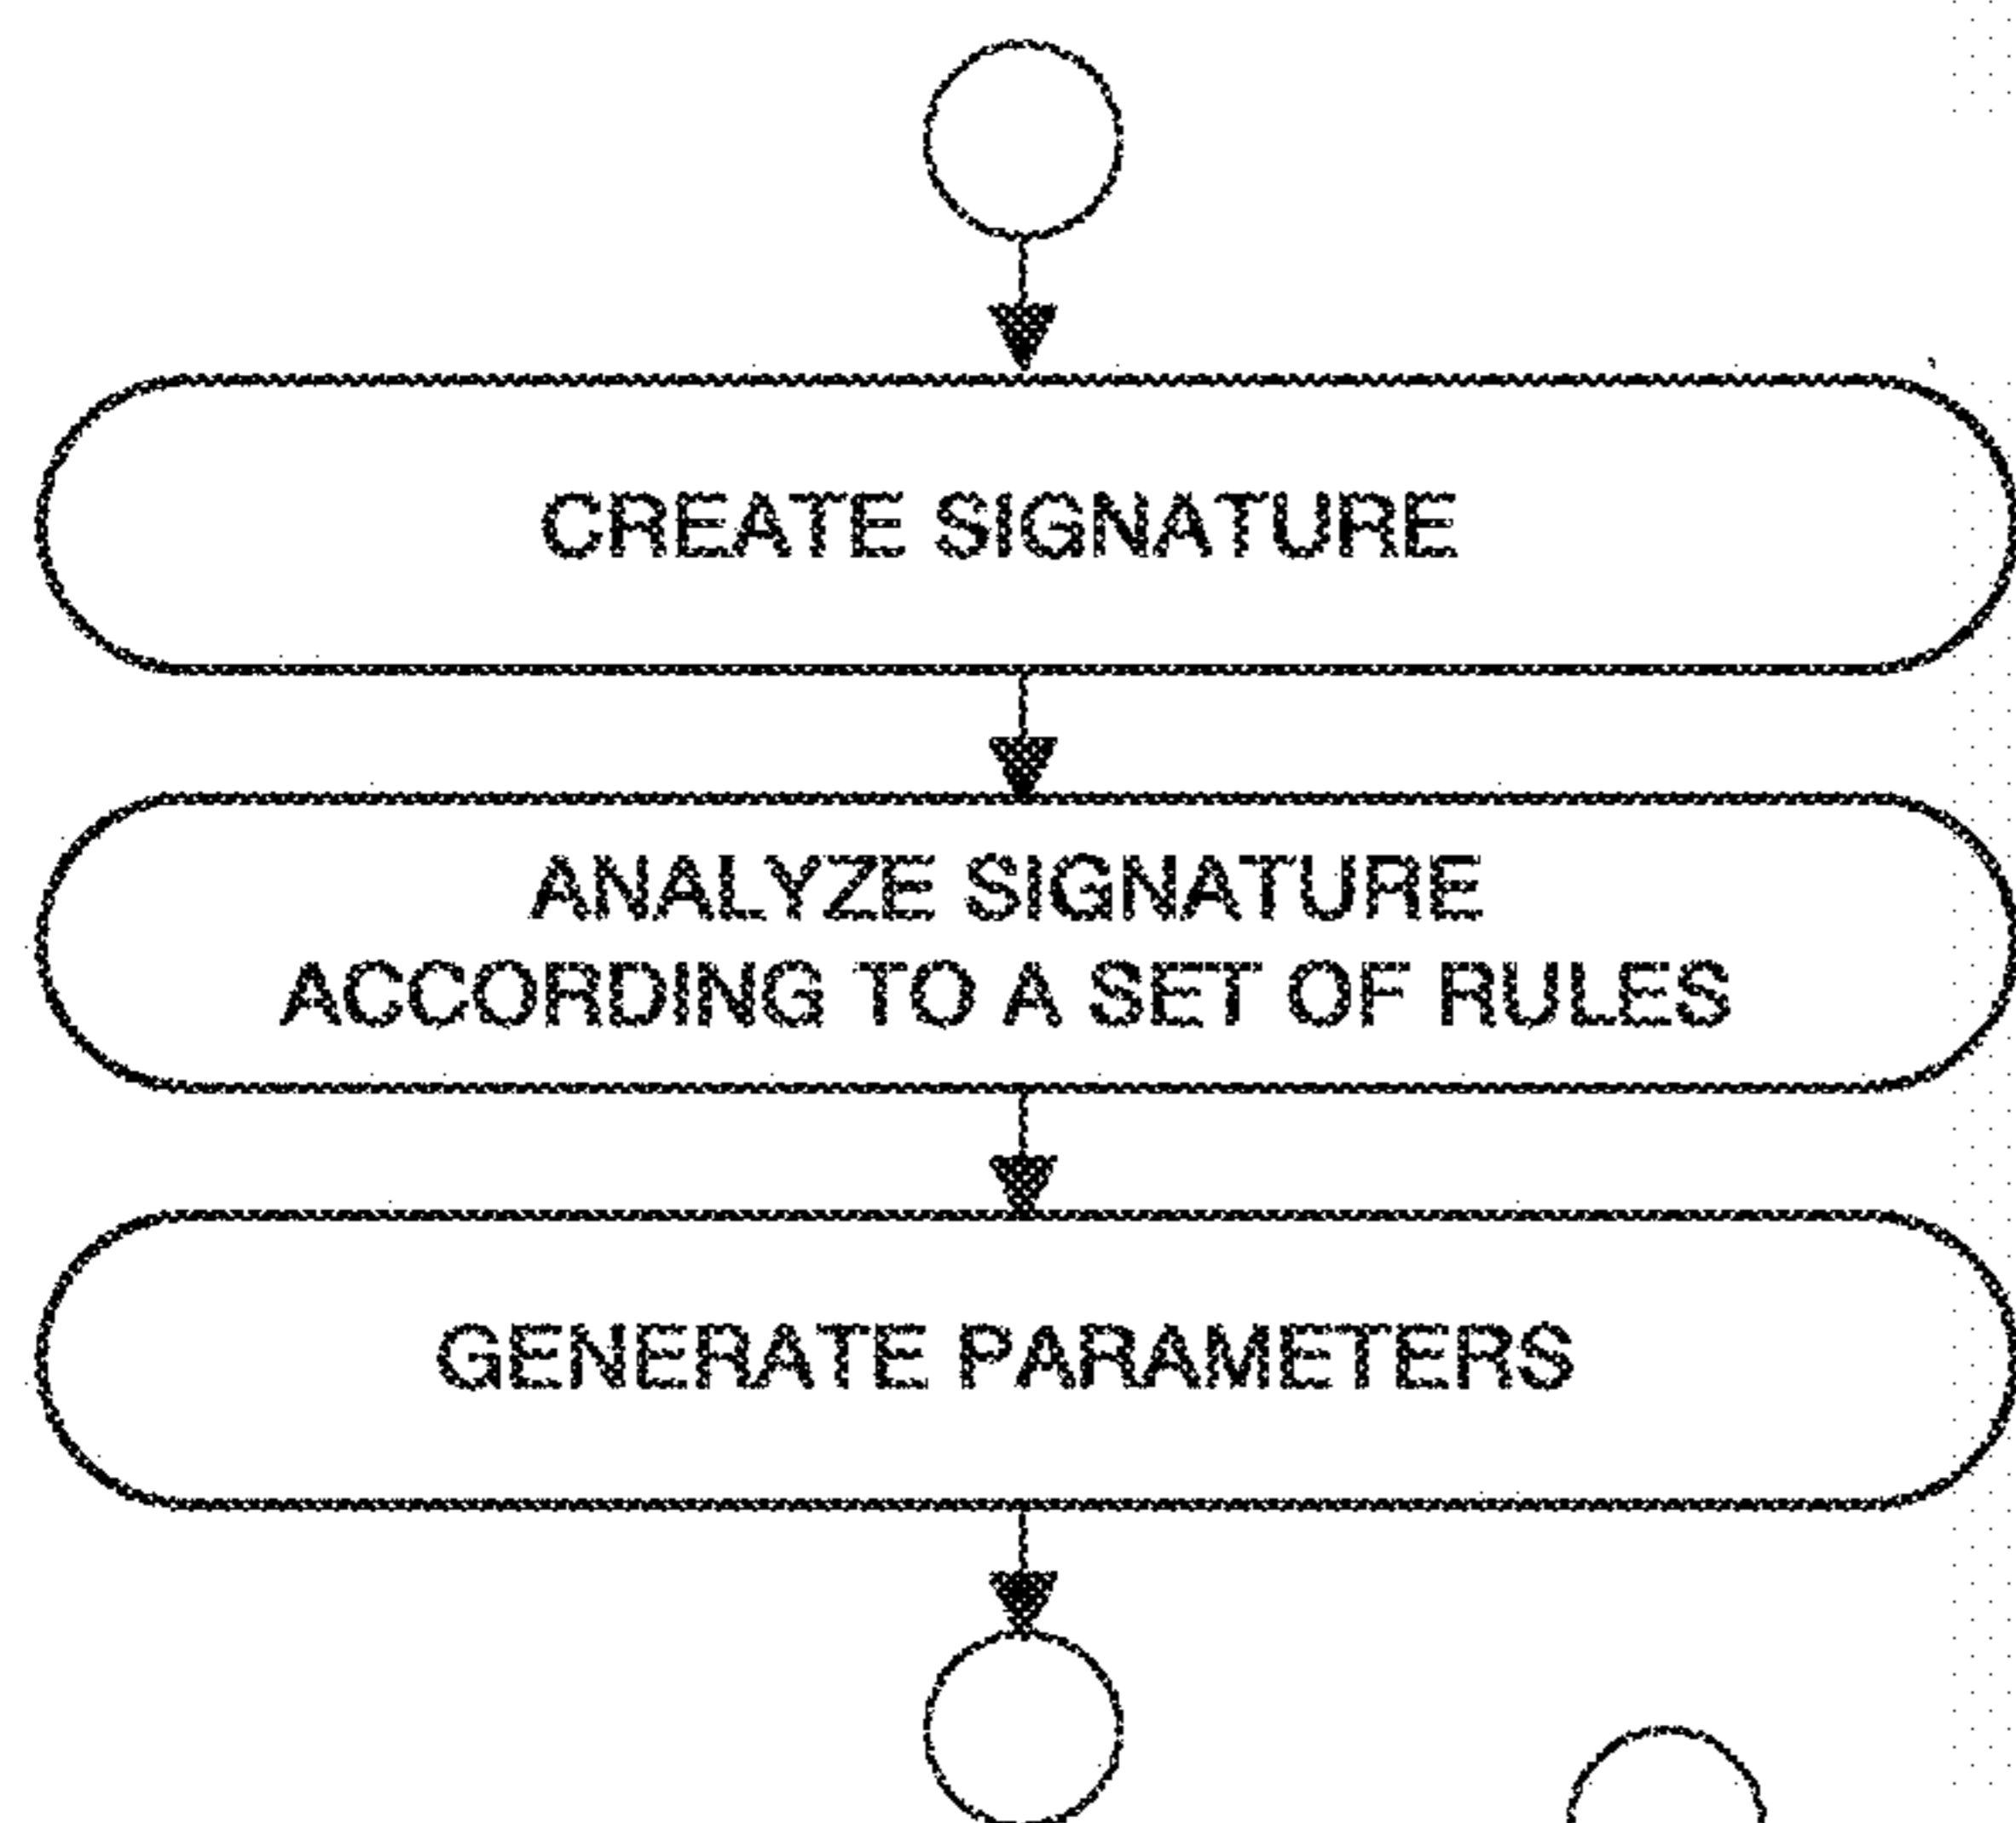 CREATE SIGNATURE
ANALYZE SIGNATURE
ACCORDING TO A SET OF RULES
GENERATE PARAMETERS